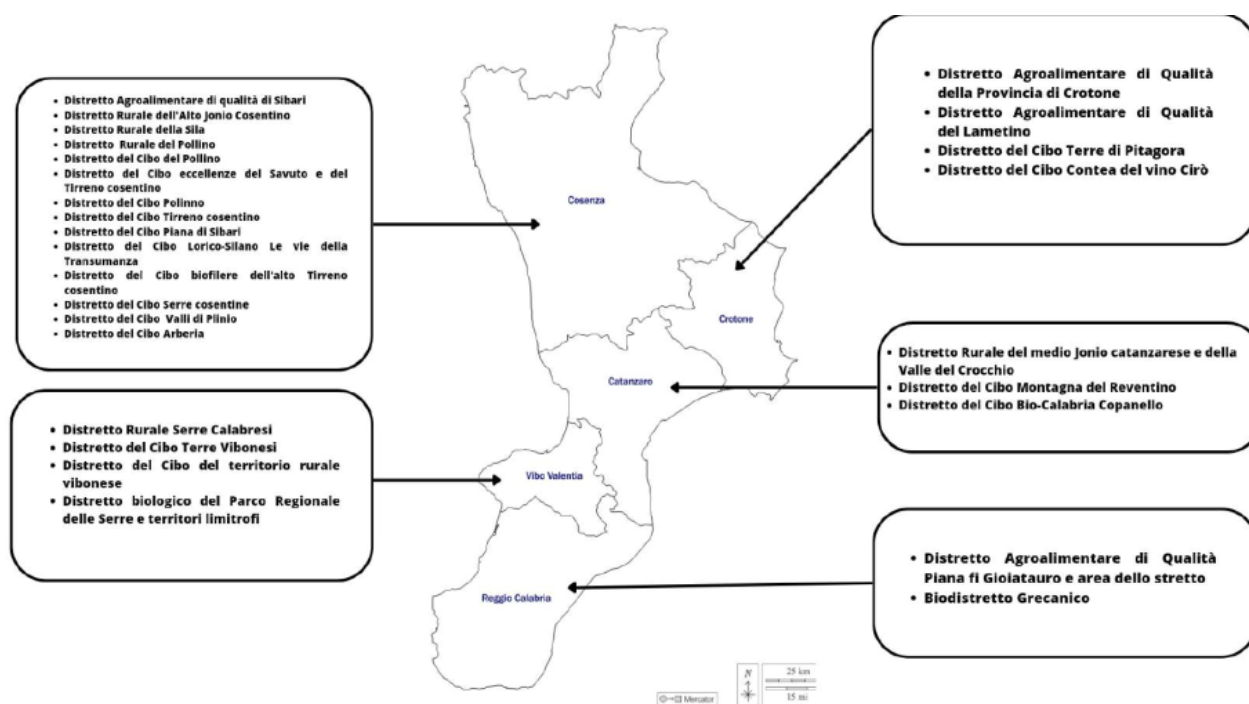 • Distretto Agroalimentare di qualità di Sibari
• Distretto Rurale dell'Alto Jonio Cosentino
• Distretto Rurale della Sila
• Distretto Rurale del Pollino
• Distretto del Cibo del Pollino
• Distretto del Cibo eccellenze del Savuto e del
Tirreno cosentino
• Distretto del Cibo Polinno
• Distretto del Cibo Tirreno cosentino
• Distretto del Cibo Piana di Sibari
• Distretto del Cibo Lorico-Silano Le vie della
Transumanza
• Distretto del Cibo biofilere dell'alto Tirreno
cosentino
• Distretto del Cibo Serre cosentine
• Distretto del Cibo Valli di Plinio
• Distretto del Cibo Arberia
• Distretto Rurale Serre Calabresi
• Distretto del Cibo Terre Vibonesi
• Distretto del Cibo del territorio rurale
vibonese
• Distretto biologico del Parco Regionale
delle Serre e territori limitrofi
Cosenza
Crotone
Catanzaro
Vibo Valentia
Reggio Calabria
• Distretto Agroalimentare di Qualità
della Provincia di Crotone
• Distretto Agroalimentare di Qualità
del Lametino
• Distretto del Cibo Terre di Pitagora
• Distretto del Cibo Contea del vino Cirò
• Distretto Rurale del medio Jonio catanzarese e della
Valle del Crocchio
• Distretto del Cibo Montagna del Reventino
• Distretto del Cibo Bio-Calabria Copanello
• Distretto Agroalimentare di Qualità
Piana fi Gioiatauro e area dello stretto
• Biodistretto Grecanico
Mercator
N
25 km
15 mi